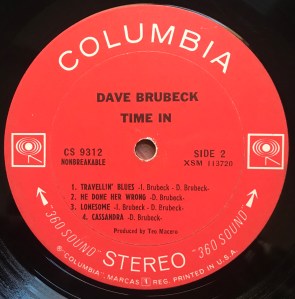 COLUMBIA
DAVE BRUBECK
TIME IN
CS 9312
NONBREAKABLE
SIDE 2
XSM 113720
1. TRAVELLIN' BLUES -I. Brubeck - D. Brubeck-
2. HE DONE HER WRONG -D. Brubeck-
3. LONESOME -I. Brubeck - D. Brubeck-
4. CASSANDRA -D. Brubeck-
Produced by Teo Macero
"360 SOUND" STEREO "360 SOUND"
® "COLUMBIA" MARCAS REG. PRINTED IN U.S.A.